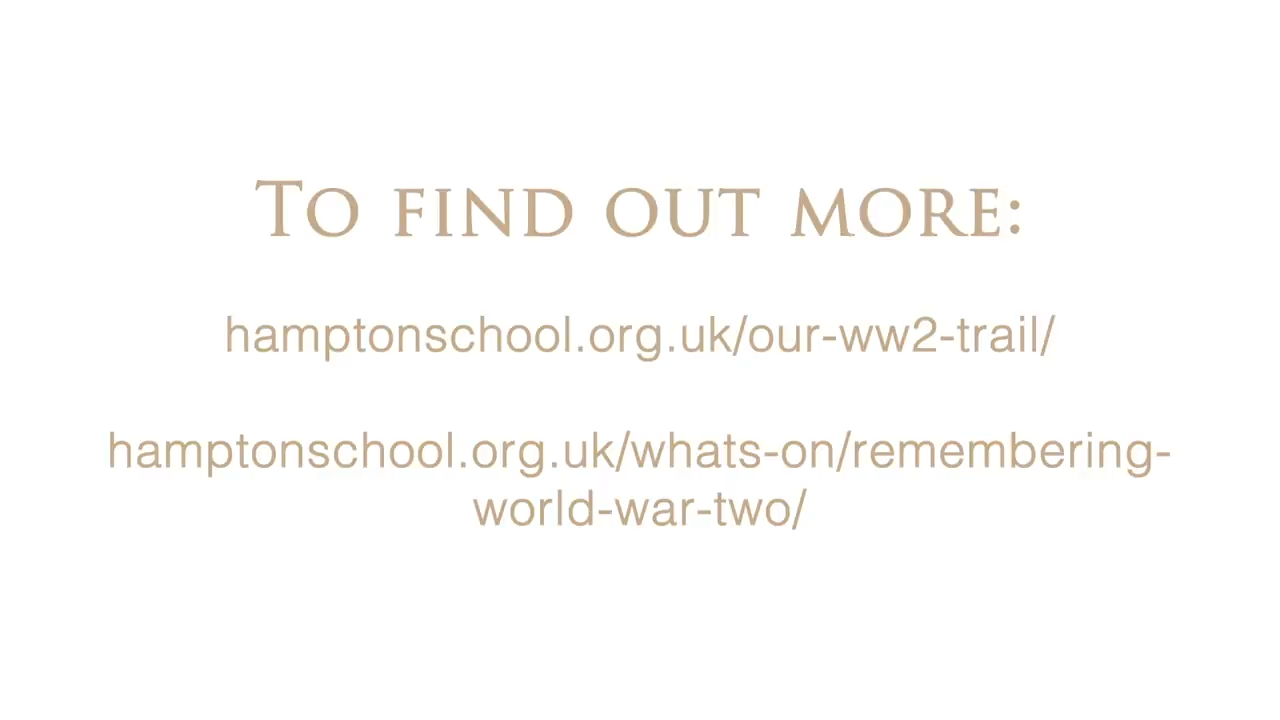 To find out more:
hamptonschool.org.uk/our-ww2-trail/
hamptonschool.org.uk/whats-on/remembering-
world-war-two/